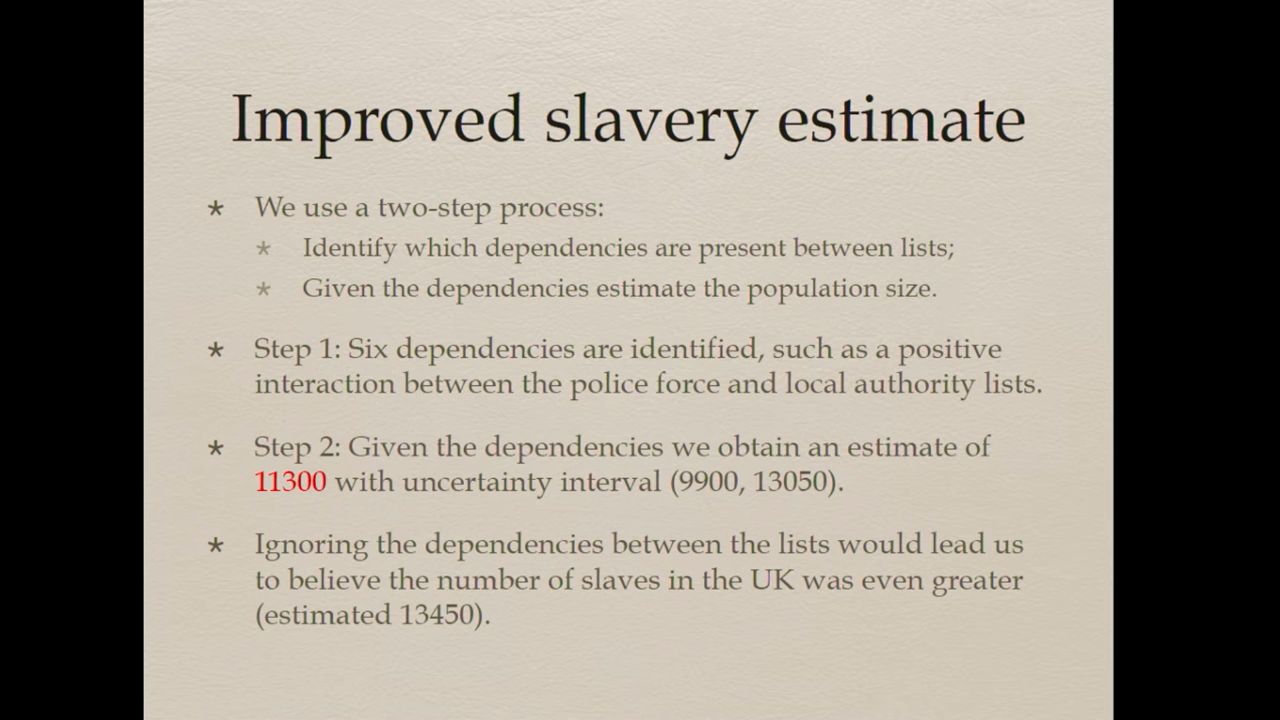 Improved slavery estimate
* We use a two-step process:
* Identify which dependencies are present between lists;
* Given the dependencies estimate the population size.
* Step 1: Six dependencies are identified, such as a positive
interaction between the police force and local authority lists.
* Step 2: Given the dependencies we obtain an estimate of
11300 with uncertainty interval (9900, 13050).
* Ignoring the dependencies between the lists would lead us
to believe the number of slaves in the UK was even greater
(estimated 13450).